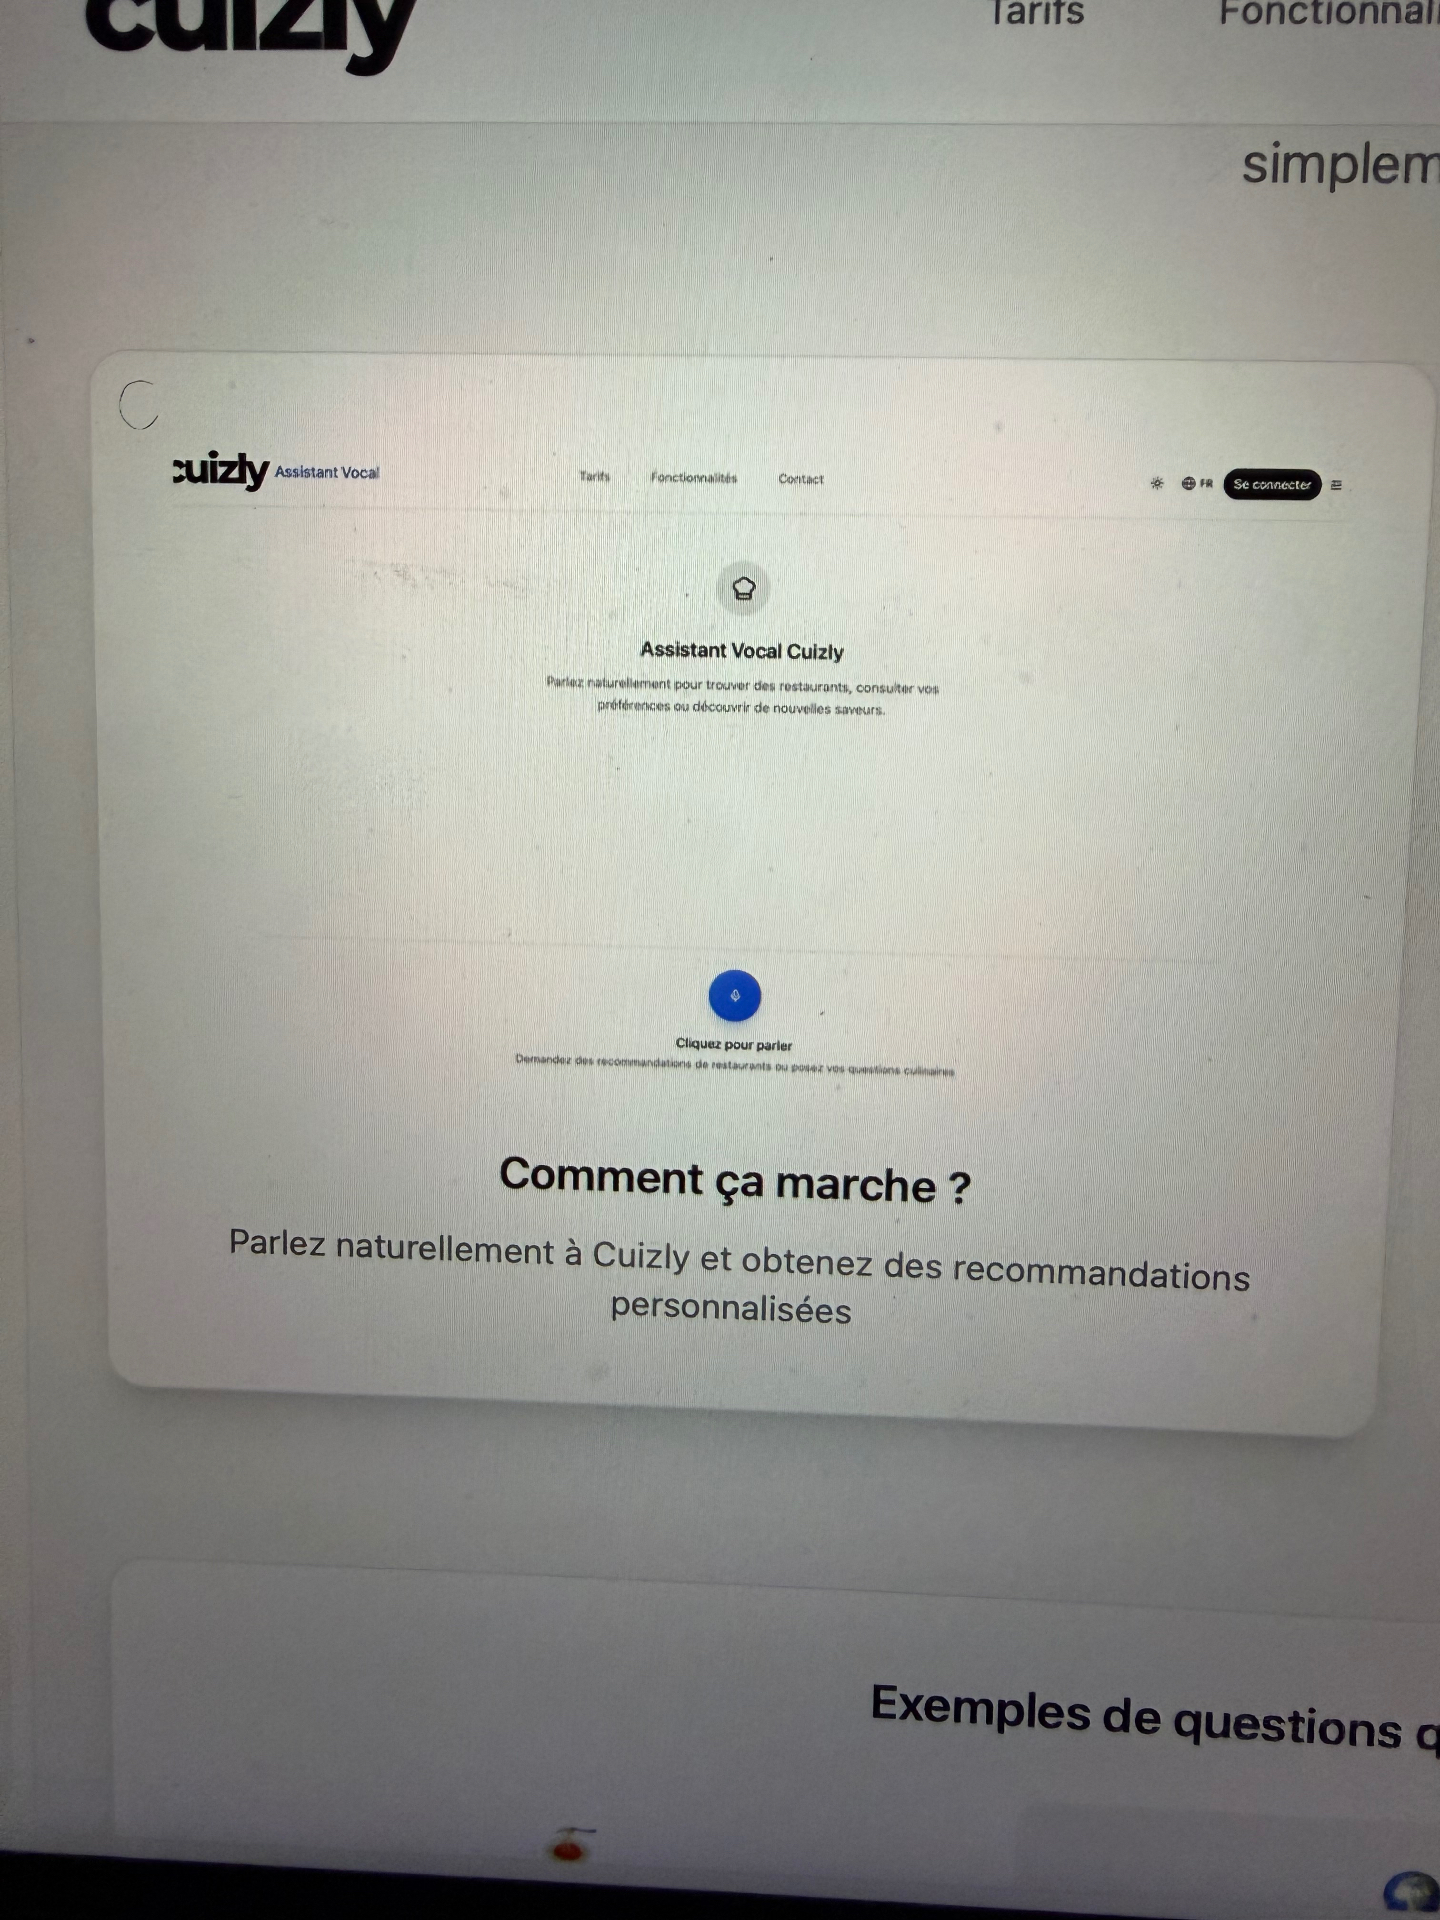 cuizly
Tarifs
simplem
cuizly Assistant Vocal
Tarifs Fonctionnalités Contact
FR Se connecter
Assistant Vocal Cuizly
Parlez naturellement pour trouver des restaurants, consulter vos
préférences ou découvrir de nouvelles saveurs.
Cliquez pour parler
Demandez des recommandations de restaurants ou posez vos questions culinaires
Comment ça marche ?
Parlez naturellement à Cuizly et obtenez des recommandations
personnalisées
Exemples de questions q